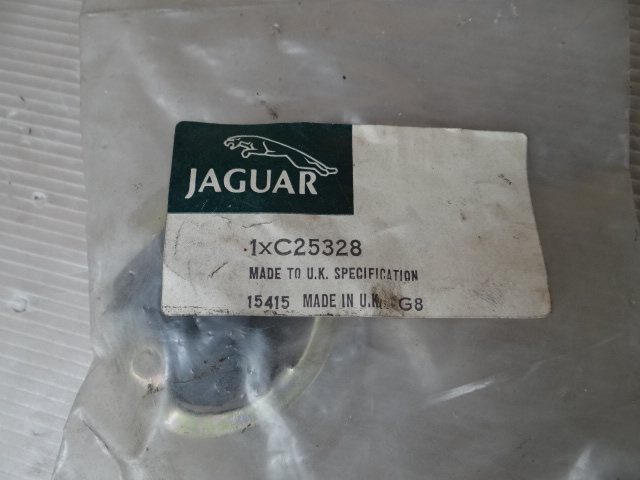 JAGUAR
1xC25328
MADE TO U.K. SPECIFICATION
15415 MADE IN U.K. G8